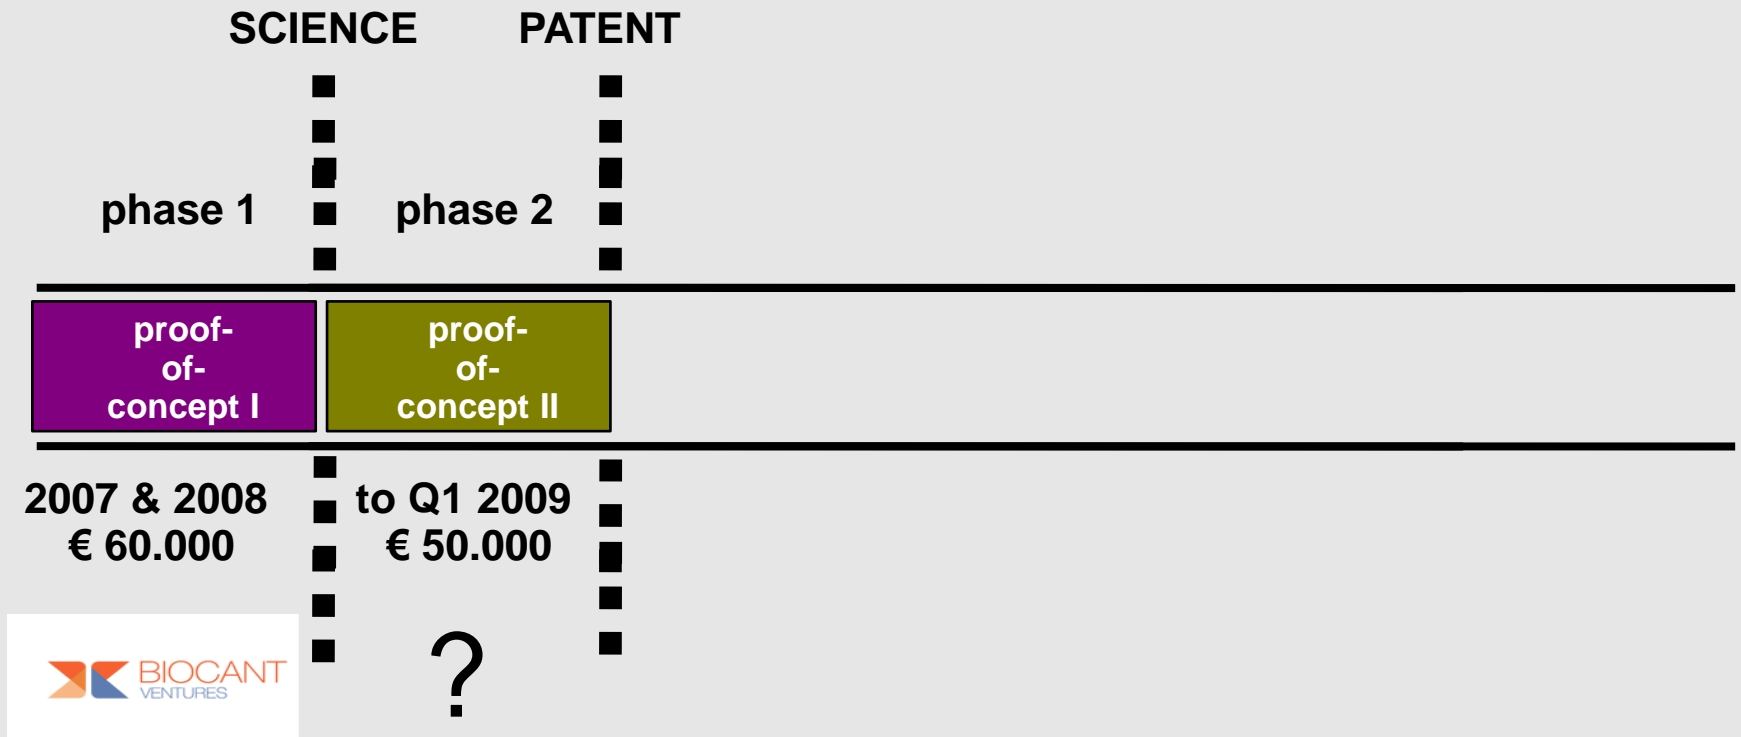 SCIENCE PATENT
phase 1 phase 2
proof-
of-
concept I
proof-
of-
concept II
2007 & 2008
€ 60.000
to Q1 2009
€ 50.000
BIOCANT
VENTURES
?